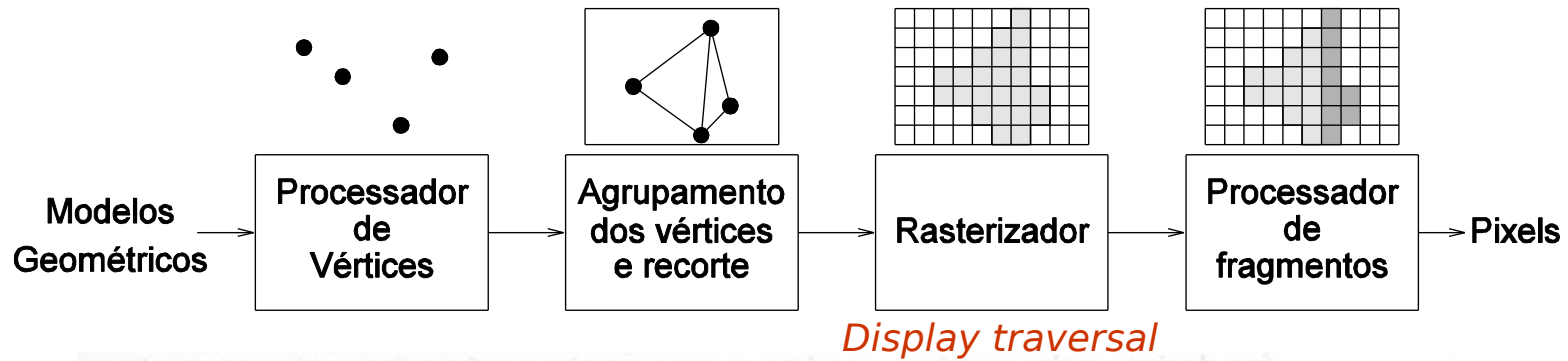 Modelos
Geométricos
Processador
de
Vértices
Agrupamento
dos vértices
e recorte
Rasterizador
Processador
de
fragmentos
Pixels
Display traversal